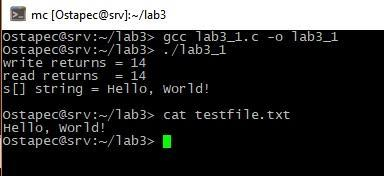 mc [Ostapec@srv]:~/lab3
Ostapec@srv:~/lab3> gcc lab3_1.c -o lab3_1
Ostapec@srv:~/lab3> ./lab3_1
write returns = 14
read returns = 14
s[] string = Hello, World!
Ostapec@srv:~/lab3> cat testfile.txt
Hello, World!
Ostapec@srv:~/lab3>